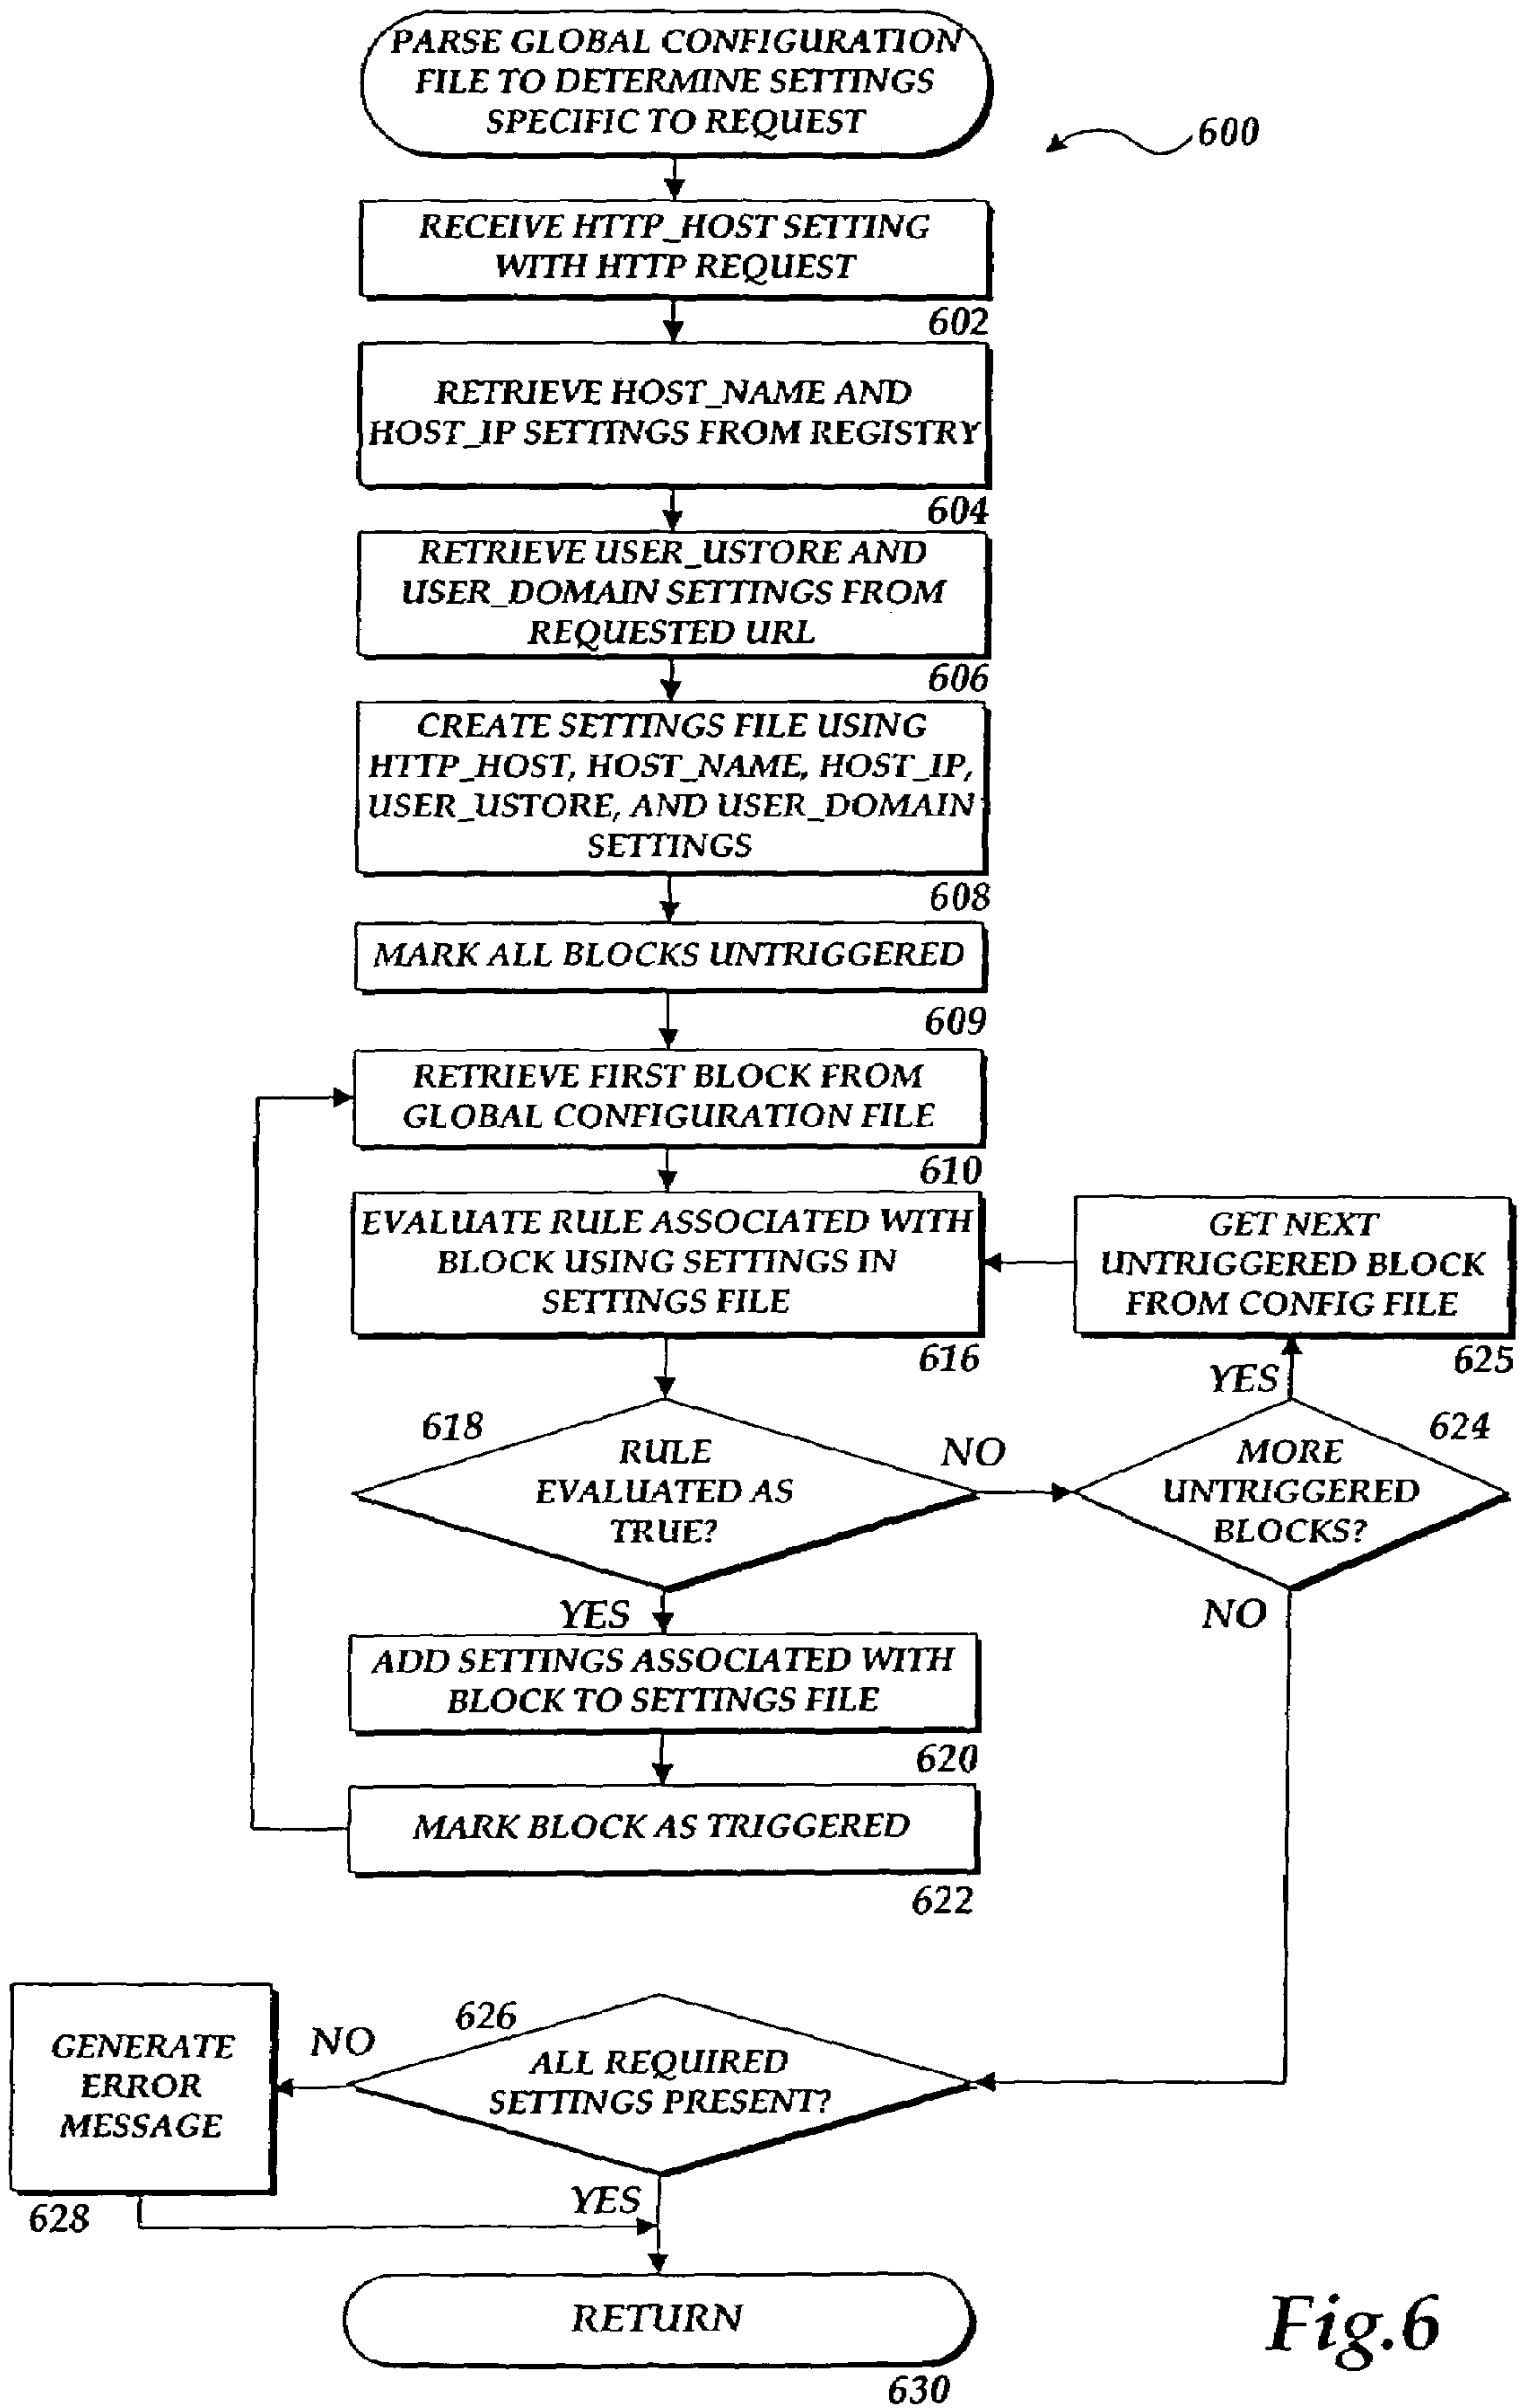 PARSE GLOBAL CONFIGURATION
FILE TO DETERMINE SETTINGS
SPECIFIC TO REQUEST
600
RECEIVE HTTP_HOST SETTING
WITH HTTP REQUEST
602
RETRIEVE HOST_NAME AND
HOST_IP SETTINGS FROM REGISTRY
604
RETRIEVE USER_USTORE AND
USER_DOMAIN SETTINGS FROM
REQUESTED URL
606
CREATE SETTINGS FILE USING
HTTP_HOST, HOST_NAME, HOST_IP,
USER_USTORE, AND USER_DOMAIN
SETTINGS
608
MARK ALL BLOCKS UNTRIGGERED
609
RETRIEVE FIRST BLOCK FROM
GLOBAL CONFIGURATION FILE
610
EVALUATE RULE ASSOCIATED WITH
BLOCK USING SETTINGS IN
SETTINGS FILE
616
GET NEXT
UNTRIGGERED BLOCK
FROM CONFIG FILE
625
YES
618
RULE
EVALUATED AS
TRUE?
NO
624
MORE
UNTRIGGERED
BLOCKS?
YES
NO
ADD SETTINGS ASSOCIATED WITH
BLOCK TO SETTINGS FILE
620
MARK BLOCK AS TRIGGERED
622
626
ALL REQUIRED
SETTINGS PRESENT?
NO
GENERATE
ERROR
MESSAGE
628
YES
RETURN
630
Fig.6